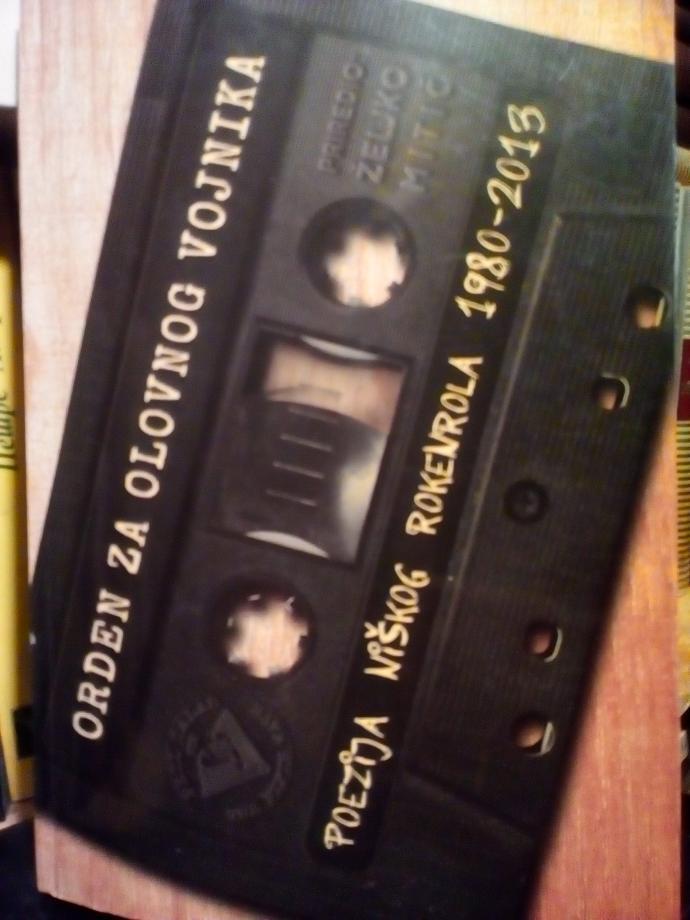 ORDEN ZA OLOVNOG VOJNIKA
PRIREDIO:
ŽELJKO
MITIĆ
POEZIJA NIŠKOG ROKENROLA 1980-2013